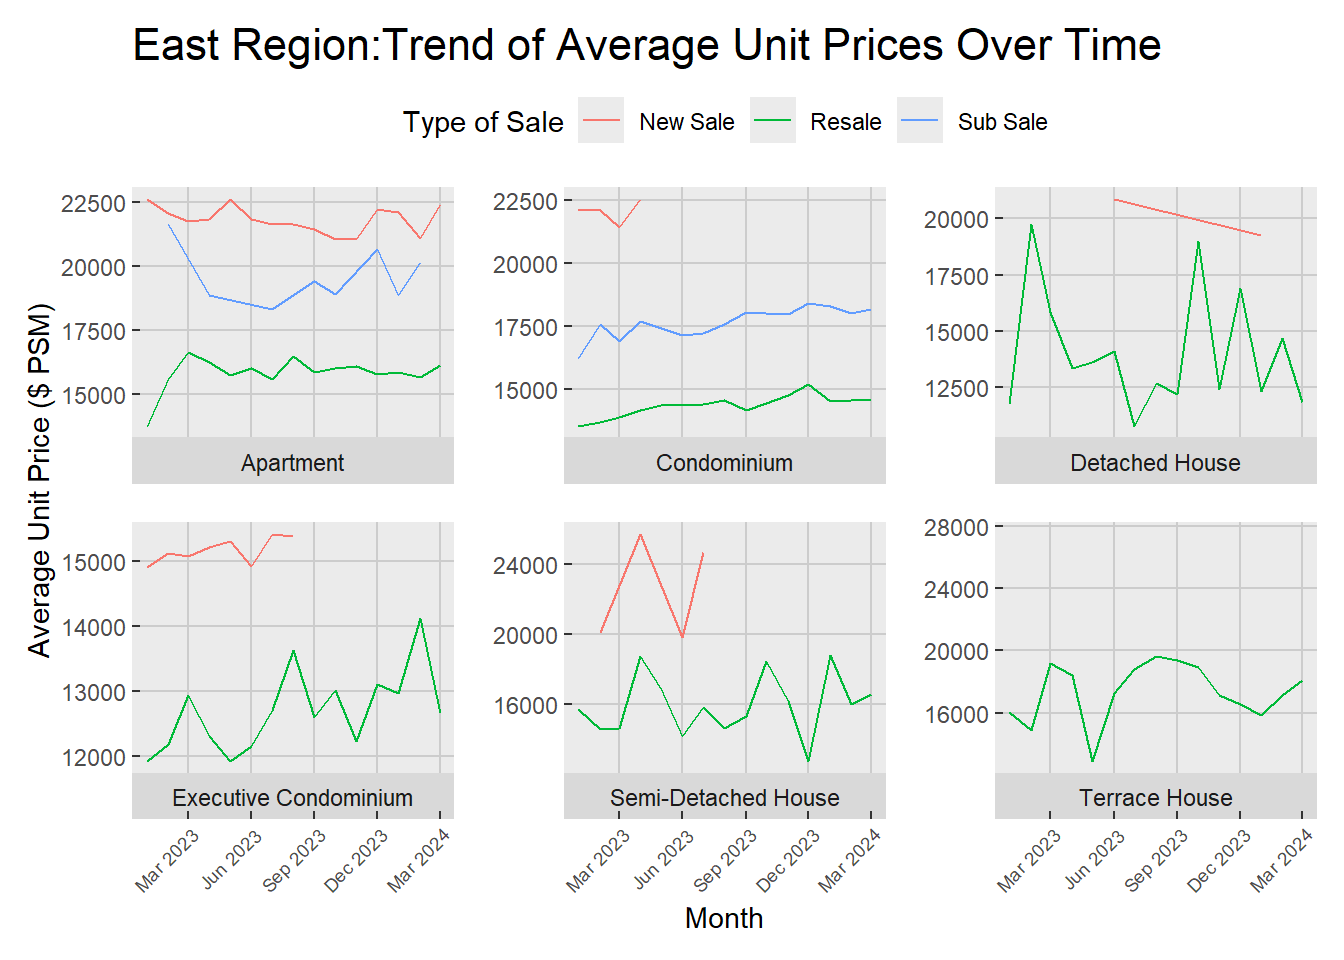 East Region:Trend of Average Unit Prices Over Time
Type of Sale New Sale Resale Sub Sale
Average Unit Price ($ PSM)
22500
20000
17500
15000
Apartment
22500
20000
17500
15000
Condominium
20000
17500
15000
12500
Detached House
15000
14000
13000
12000
Executive Condominium
24000
20000
16000
Semi-Detached House
28000
24000
20000
16000
Terrace House
Mar 2023 Jun 2023 Sep 2023 Dec 2023 Mar 2024
Mar 2023 Jun 2023 Sep 2023 Dec 2023 Mar 2024
Mar 2023 Jun 2023 Sep 2023 Dec 2023 Mar 2024
Month